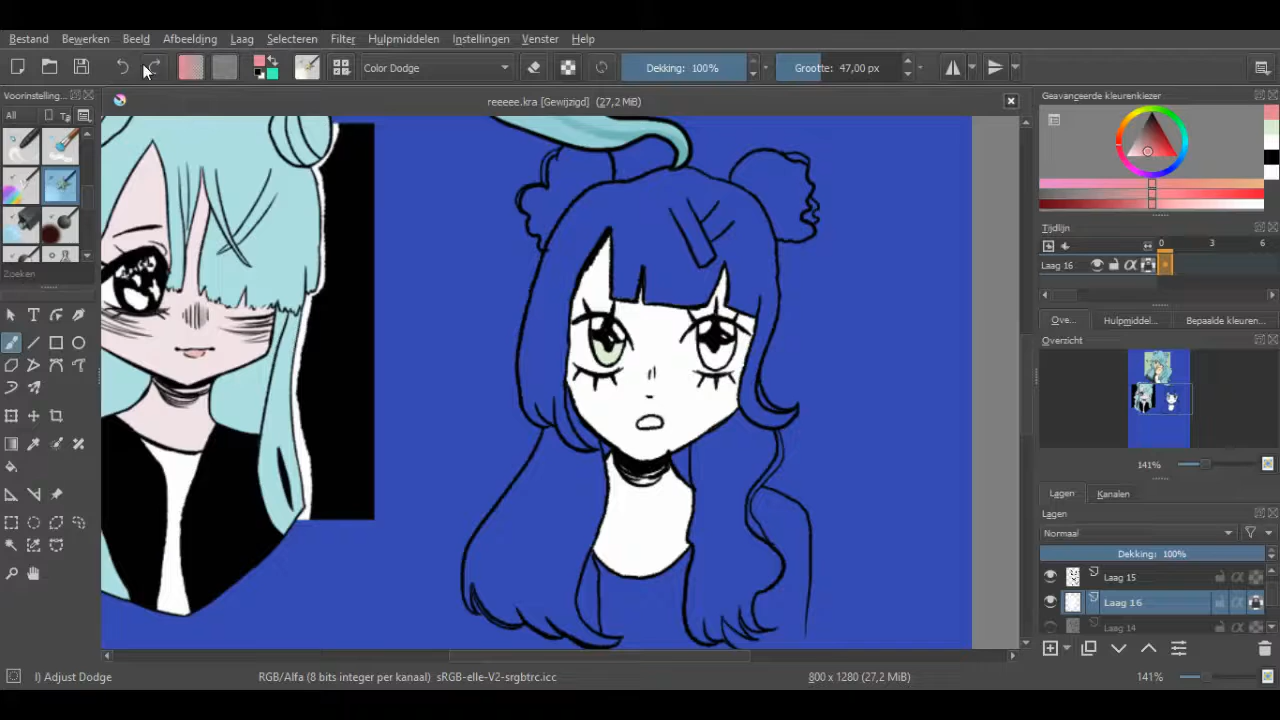 Bestand Bewerken Beeld Afbeelding Laag Selecteren Filter Hulpmiddelen Instellingen Venster Help
Color Dodge Dekking: 100% Grootte: 47,00 px
Voorinstelling...
All
reeeee.kra [Gewijzigd] (27,2 MiB)
Geavanceerde kleurenkiezer
Tijdlijn
0 3 6
Laag 16
Zoeken
Ove... Hulpmiddel... Bepaalde kleuren...
Overzicht
141%
Lagen Kanalen
Lagen
Normaal
Dekking: 100%
Laag 15
Laag 16
Laag 14
I) Adjust Dodge RGB/Alfa (8 bits integer per kanaal) sRGB-elle-V2-srgbtrc.icc 800 x 1280 (27,2 MiB) 141%